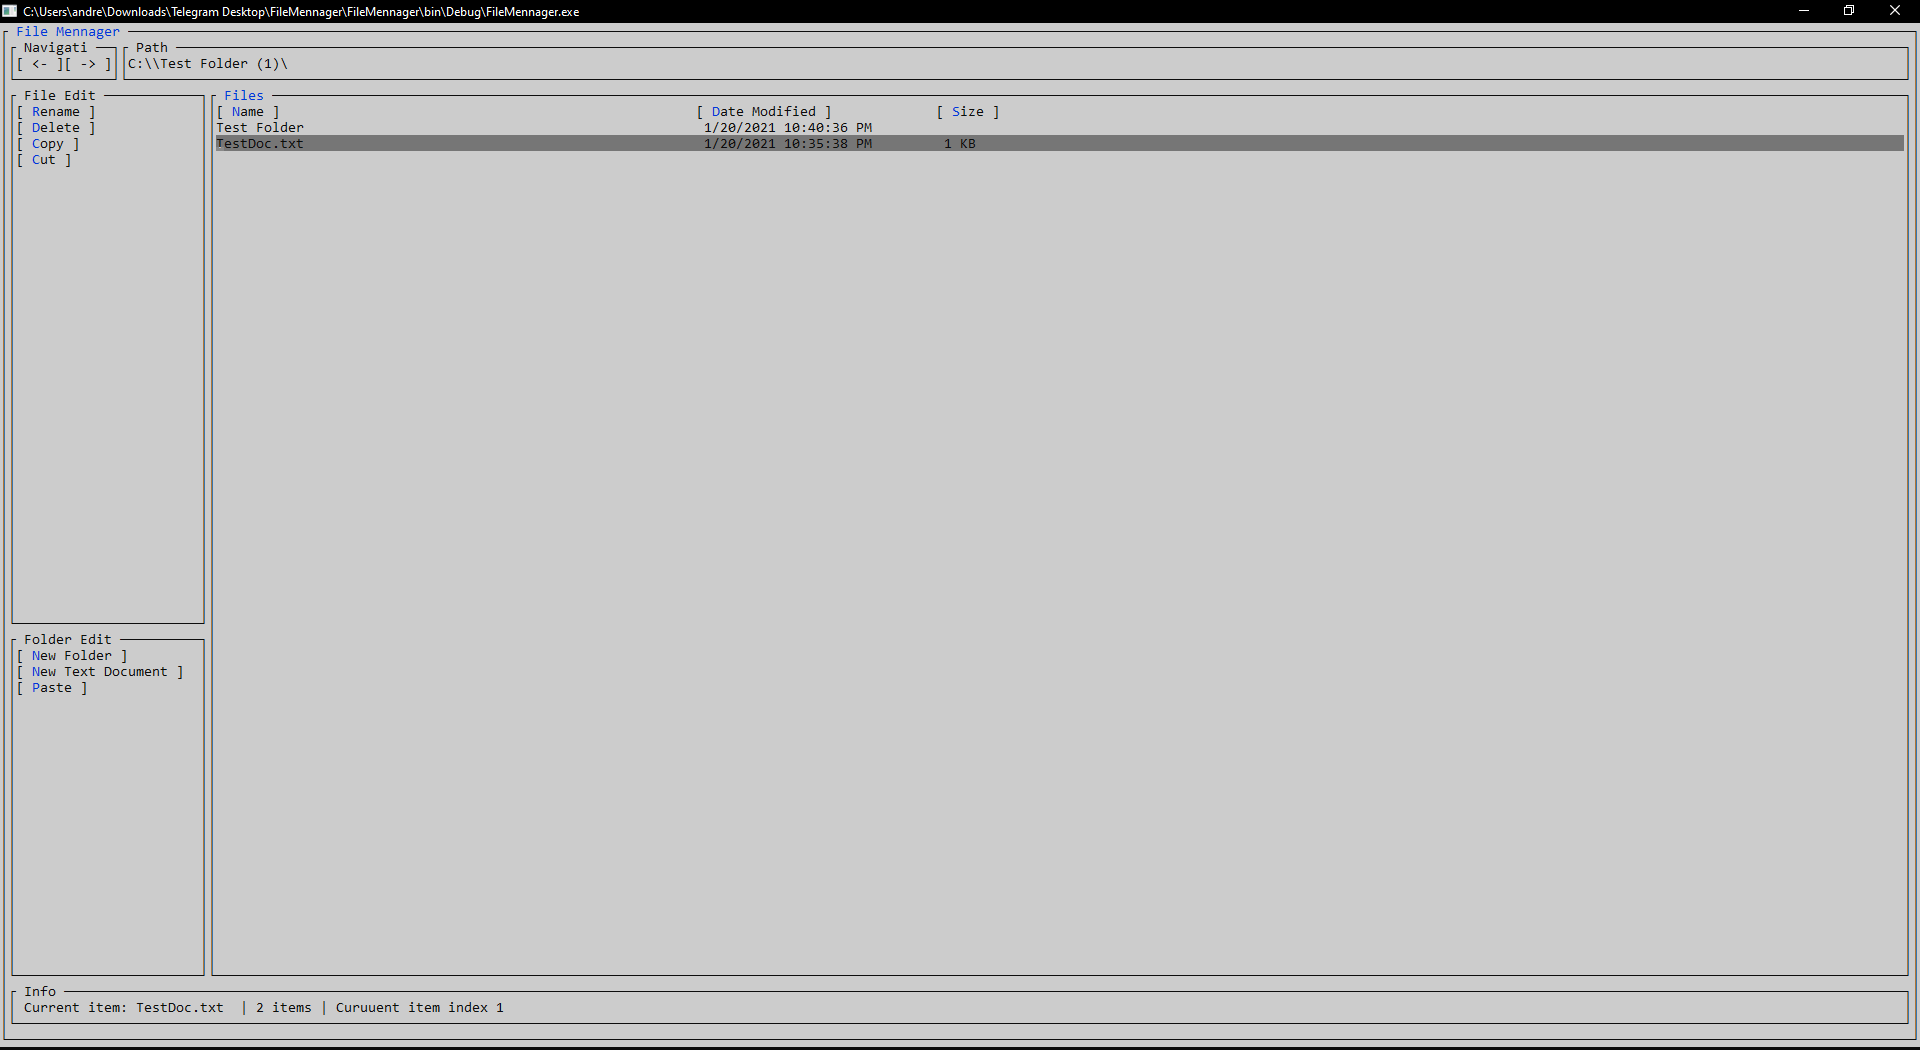 C:\Users\andre\Downloads\Telegram Desktop\FileMennager\FileMennager\bin\Debug\FileMennager.exe
File Mennager
Navigati
Path
[ <- ][ -> ]
C:\\Test Folder (1)\
File Edit
[ Rename ]
[ Delete ]
[ Copy ]
[ Cut ]
Files
[ Name ] [ Date Modified ] [ Size ]
Test Folder 1/20/2021 10:40:36 PM
TestDoc.txt 1/20/2021 10:35:38 PM 1 KB
Folder Edit
[ New Folder ]
[ New Text Document ]
[ Paste ]
Info
Current item: TestDoc.txt | 2 items | Curuuent item index 1